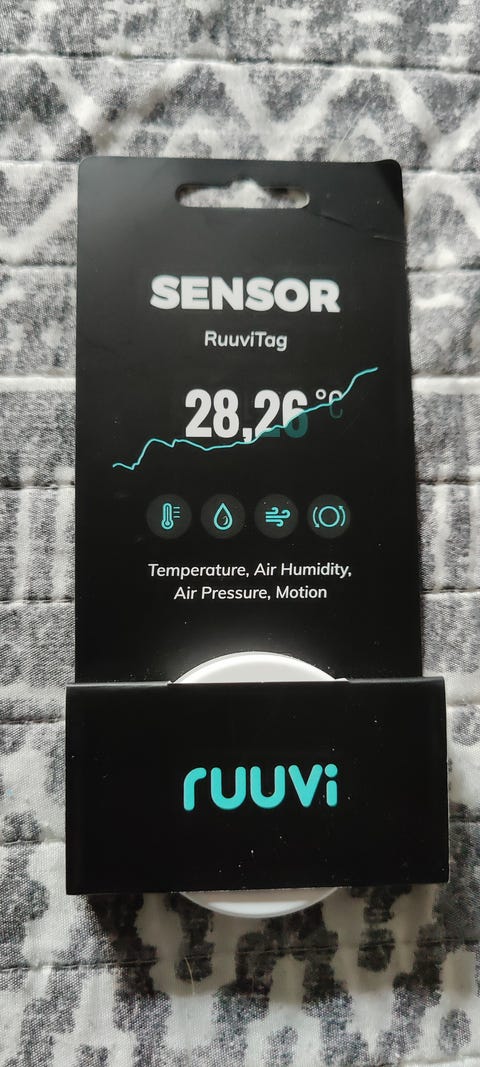 SENSOR
RuuviTag
28,26 °C
Temperature, Air Humidity,
Air Pressure, Motion
ruuvi